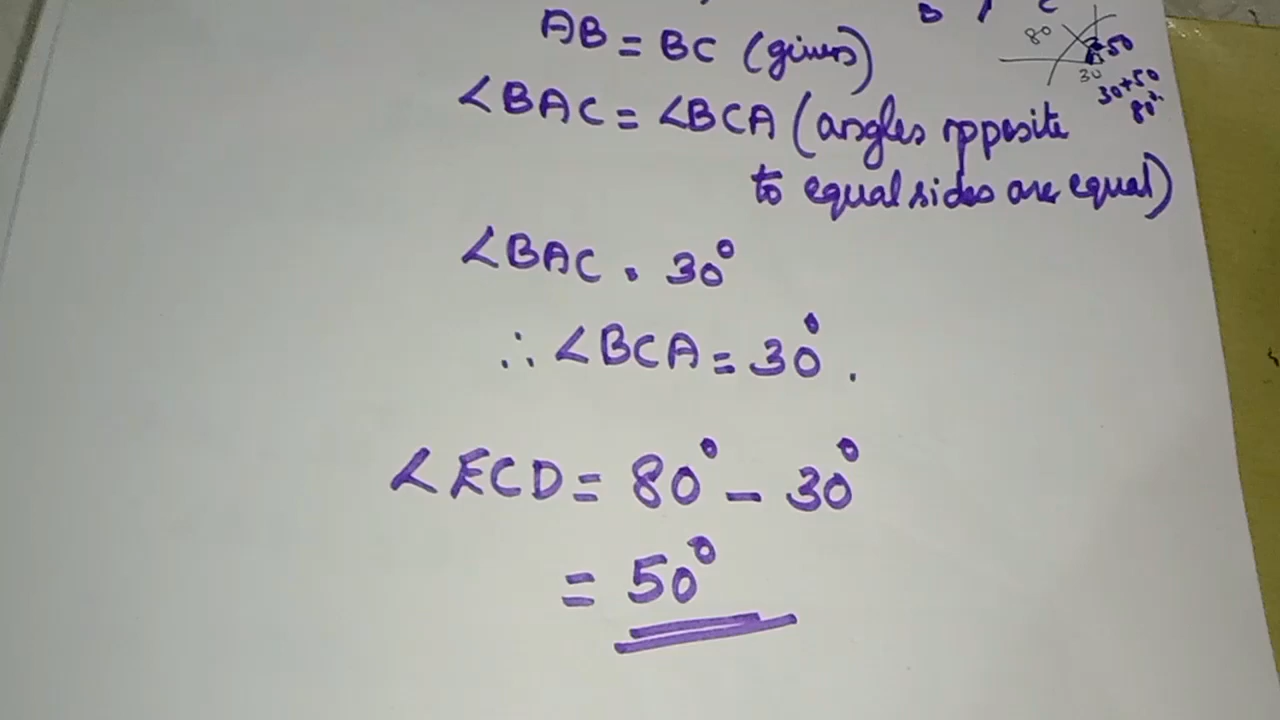 B C
AB = BC (given)
80 50
30
30+50
80°
∠BAC = ∠BCA (angles opposite
to equal sides are equal)
∠BAC = 30°
∴ ∠BCA = 30°.
∠ECD = 80° - 30°
= 50°